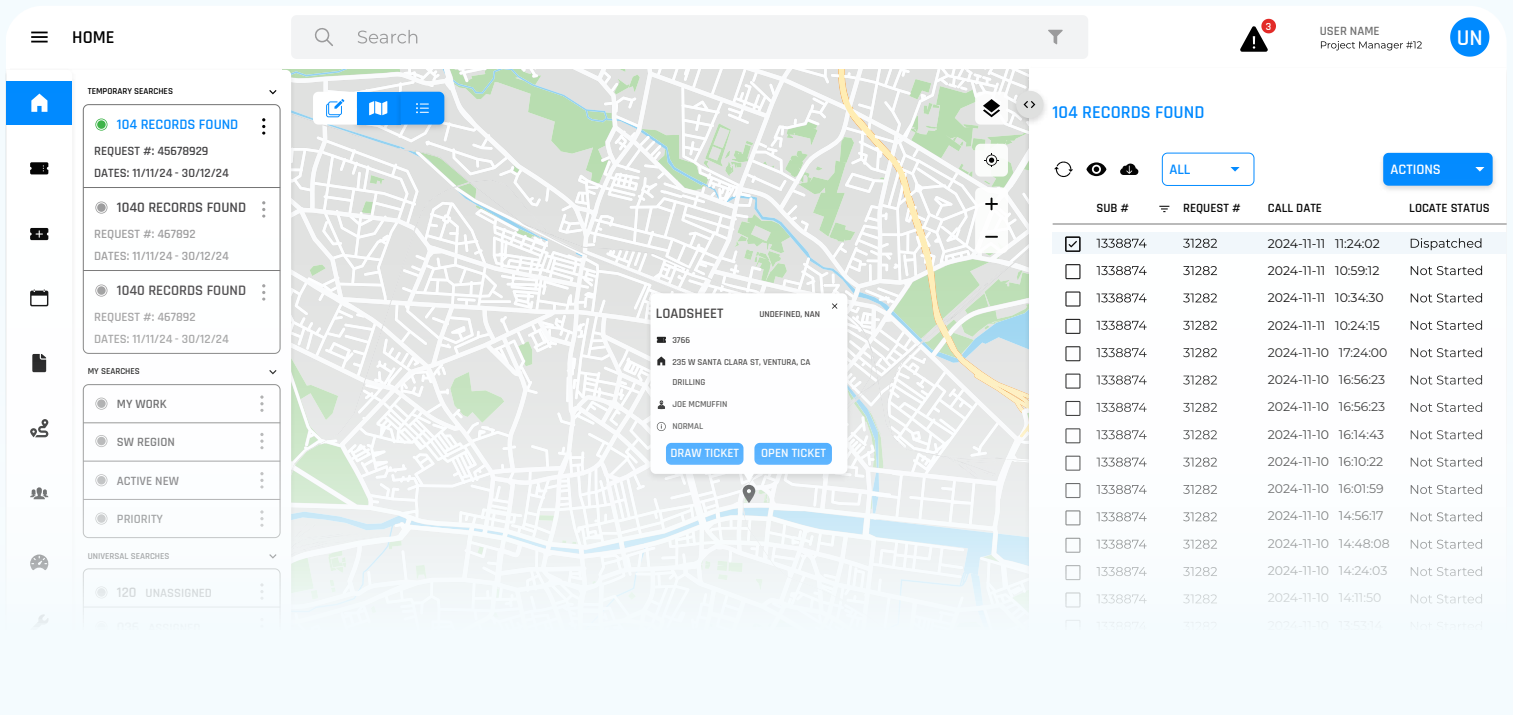 HOME
Search
3
USER NAME
Project Manager #12
UN
TEMPORARY SEARCHES
104 RECORDS FOUND
REQUEST #: 45678929
DATES: 11/11/24 - 30/12/24
1040 RECORDS FOUND
REQUEST #: 467892
DATES: 11/11/24 - 30/12/24
1040 RECORDS FOUND
REQUEST #: 467892
DATES: 11/11/24 - 30/12/24
MY SEARCHES
MY WORK
SW REGION
ACTIVE NEW
PRIORITY
UNIVERSAL SEARCHES
120 UNASSIGNED
LOADSHEET UNDEFINED, NAN
3766
235 W SANTA CLARA ST, VENTURA, CA
DRILLING
JOE MCMUFFIN
NORMAL
DRAW TICKET OPEN TICKET
104 RECORDS FOUND
ALL ACTIONS
SUB # REQUEST # CALL DATE LOCATE STATUS
1338874 31282 2024-11-11 11:24:02 Dispatched
1338874 31282 2024-11-11 10:59:12 Not Started
1338874 31282 2024-11-11 10:34:30 Not Started
1338874 31282 2024-11-11 10:24:15 Not Started
1338874 31282 2024-11-10 17:24:00 Not Started
1338874 31282 2024-11-10 16:56:23 Not Started
1338874 31282 2024-11-10 16:56:23 Not Started
1338874 31282 2024-11-10 16:14:43 Not Started
1338874 31282 2024-11-10 16:10:22 Not Started
1338874 31282 2024-11-10 16:01:59 Not Started
1338874 31282 2024-11-10 14:56:17 Not Started
1338874 31282 2024-11-10 14:48:08 Not Started
1338874 31282 2024-11-10 14:24:03 Not Started
1338874 31282 2024-11-10 14:11:50 Not Started
1338874 31282 2024-11-10 Not Started